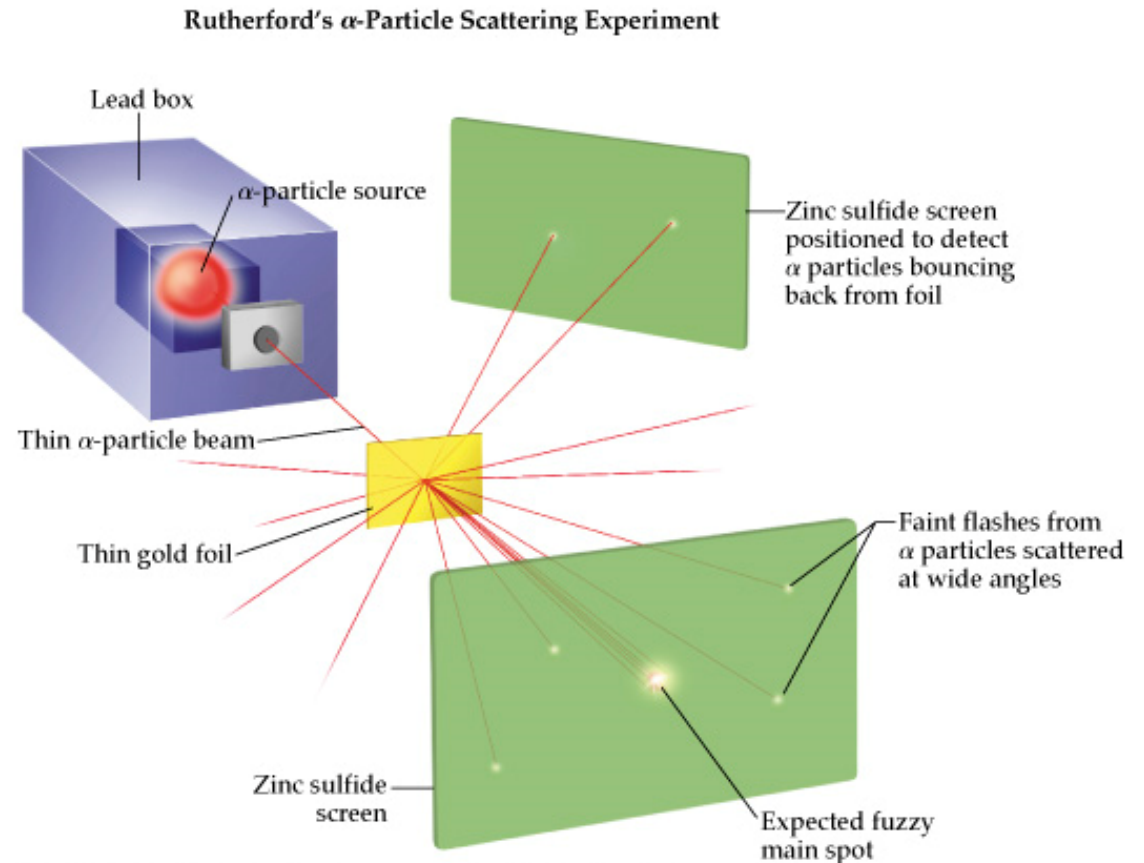 Rutherford's α-Particle Scattering Experiment
Lead box
α-particle source
Zinc sulfide screen
positioned to detect
α particles bouncing
back from foil
Thin α-particle beam
Thin gold foil
Faint flashes from
α particles scattered
at wide angles
Zinc sulfide
screen
Expected fuzzy
main spot